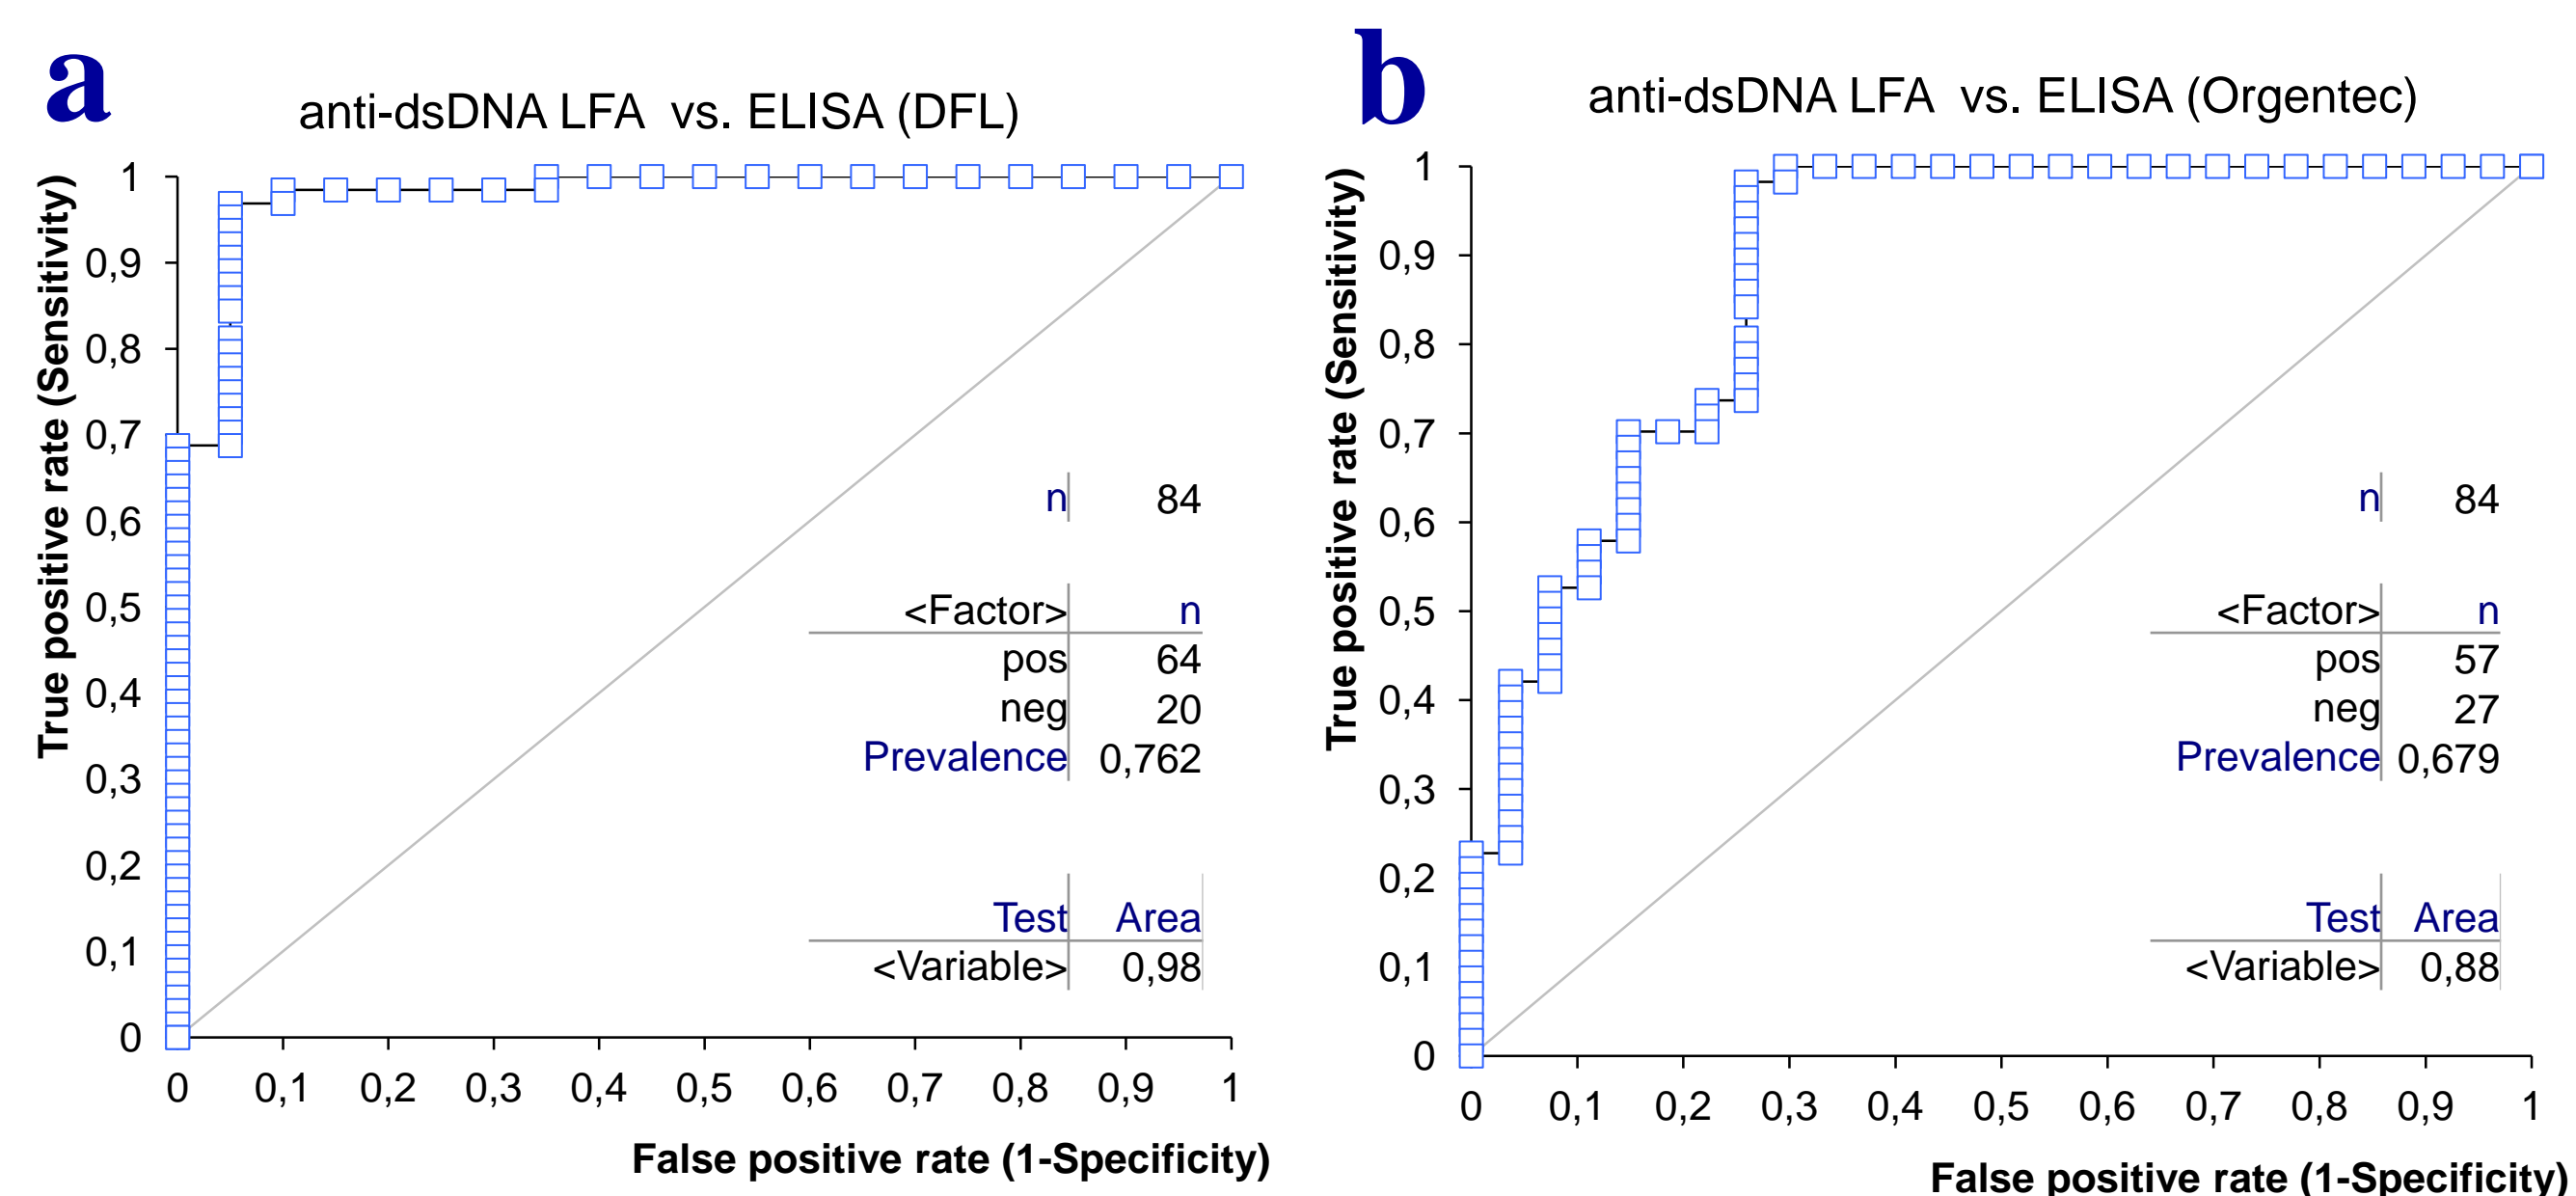 a
anti-dsDNA LFA vs. ELISA (DFL)
True positive rate (Sensitivity)
1
0,9
0,8
0,7
0,6
0,5
0,4
0,3
0,2
0,1
0
n 84
<Factor> n
pos 64
neg 20
Prevalence 0,762
Test Area
<Variable> 0,98
0 0,1 0,2 0,3 0,4 0,5 0,6 0,7 0,8 0,9 1
False positive rate (1-Specificity)
b
anti-dsDNA LFA vs. ELISA (Orgentec)
True positive rate (Sensitivity)
1
0,9
0,8
0,7
0,6
0,5
0,4
0,3
0,2
0,1
0
n 84
<Factor> n
pos 57
neg 27
Prevalence 0,679
Test Area
<Variable> 0,88
0 0,1 0,2 0,3 0,4 0,5 0,6 0,7 0,8 0,9 1
False positive rate (1-Specificity)